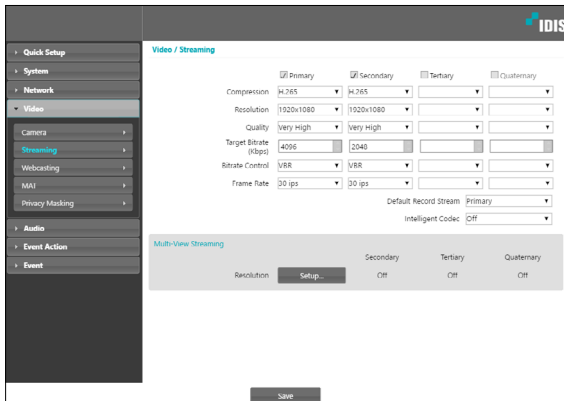 IDIS
Quick Setup
System
Network
Video
Camera
Streaming
Webcasting
MAT
Privacy Masking
Audio
Event Action
Event
Video / Streaming
Primary Secondary Tertiary Quaternary
Compression H.265 H.265
Resolution 1920x1080 1920x1080
Quality Very High Very High
Target Bitrate
(Kbps) 4096 2048
Bitrate Control VBR VBR
Frame Rate 30 ips 30 ips
Default Record Stream Primary
Intelligent Codec Off
Multi-View Streaming
Secondary Tertiary Quaternary
Resolution Setup... Off Off Off
Save